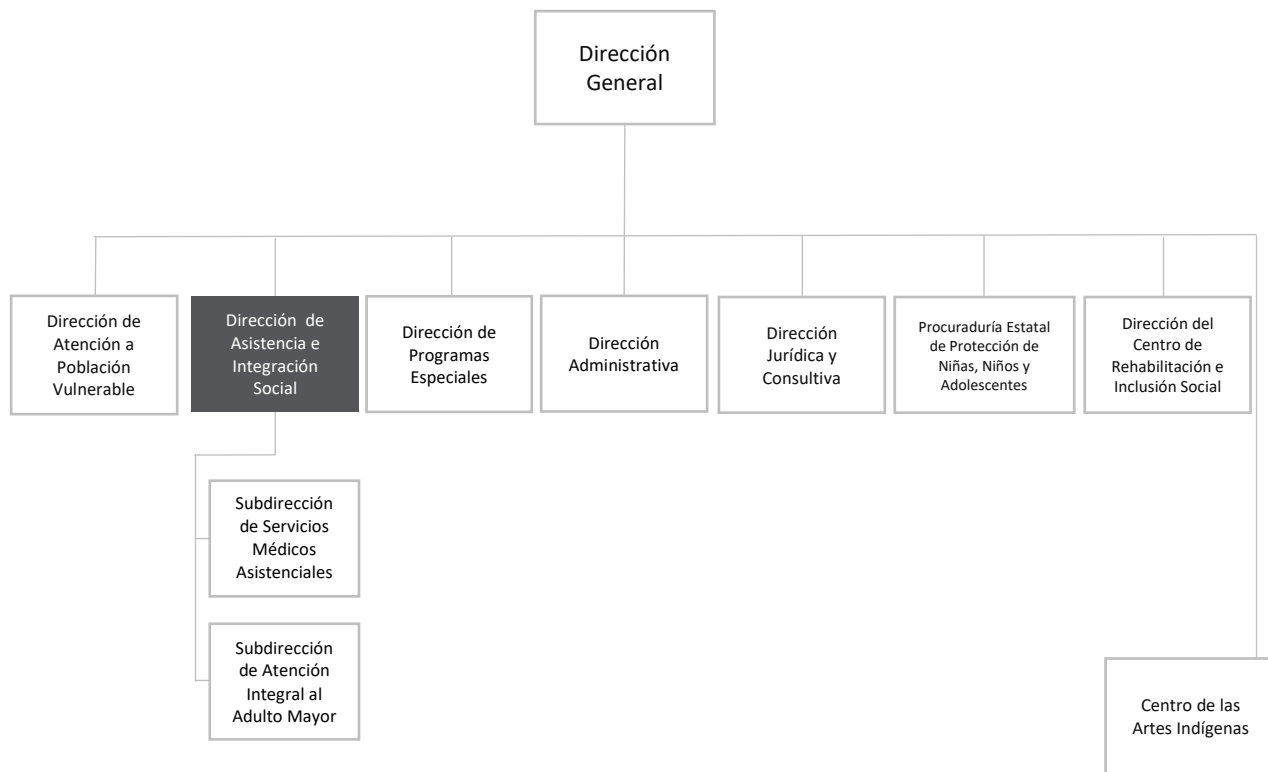 Dirección
General
Dirección de
Atención a
Población
Vulnerable
Dirección de
Asistencia e
Integración
Social
Dirección de
Programas
Especiales
Dirección
Administrativa
Dirección
Jurídica y
Consultiva
Procuraduría Estatal
de Protección de
Niñas, Niños y
Adolescentes
Dirección del
Centro de
Rehabilitación e
Inclusión Social
Subdirección
de Servicios
Médicos
Asistenciales
Subdirección
de Atención
Integral al
Adulto Mayor
Centro de las
Artes Indígenas